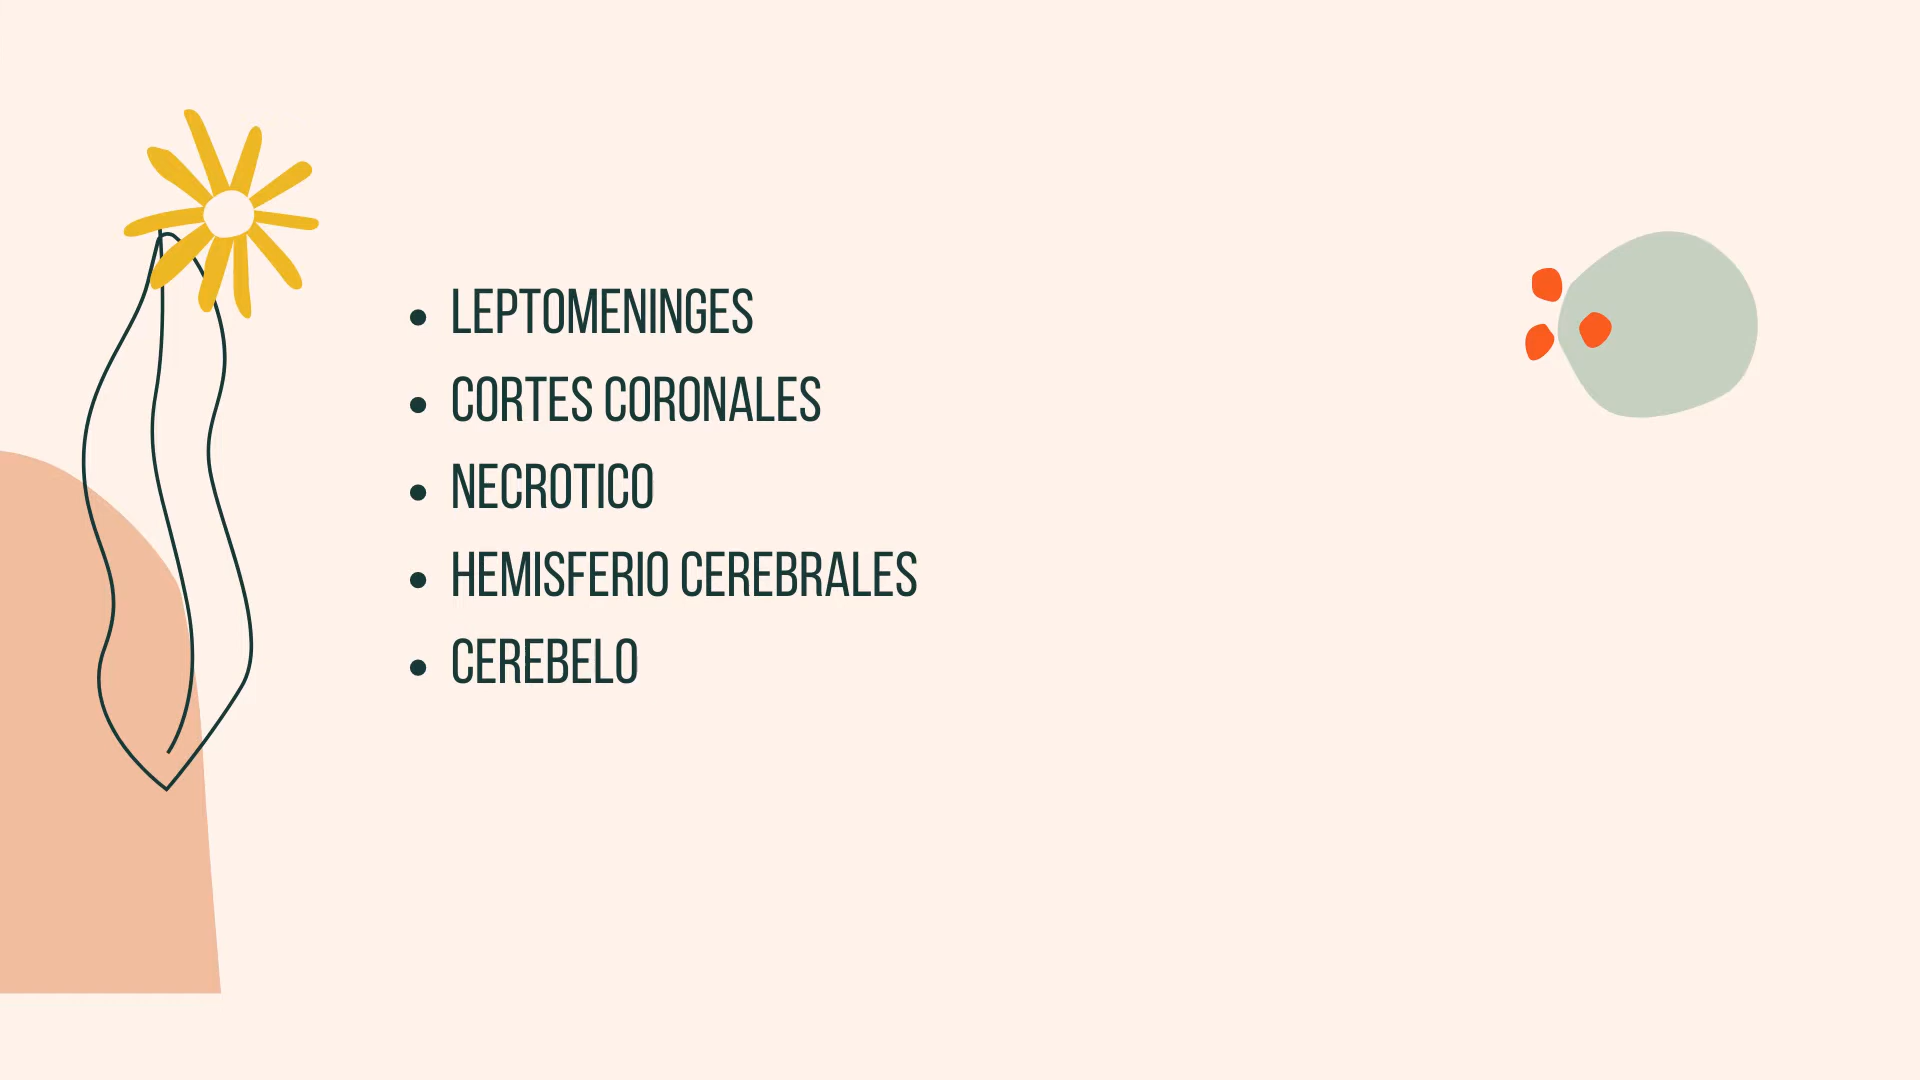 • LEPTOMENINGES
• CORTES CORONALES
• NECROTICO
• HEMISFERIO CEREBRALES
• CEREBELO